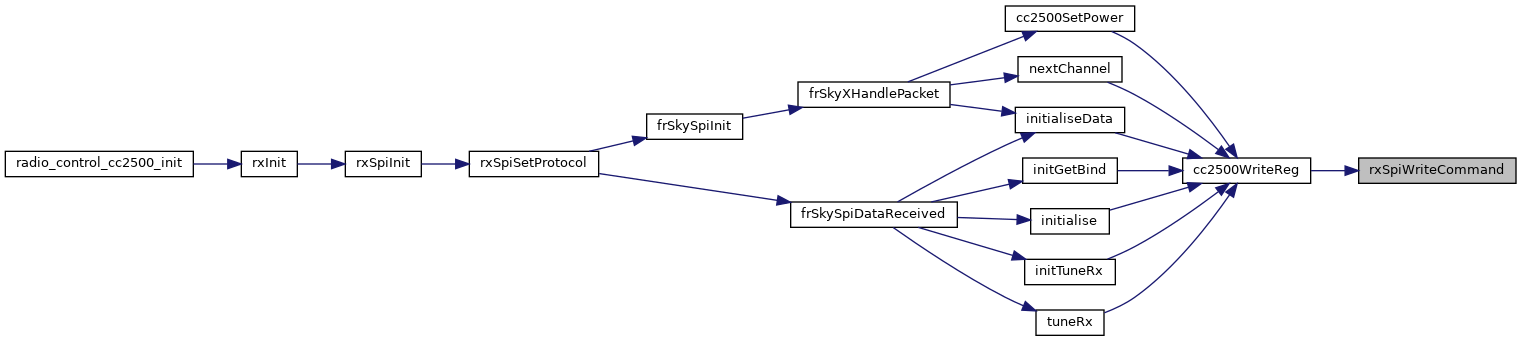 cc2500SetPower
nextChannel
frSkyXHandlePacket
initialiseData
frSkySpiInit
radio_control_cc2500_init
rxInit
rxSpiInit
rxSpiSetProtocol
initGetBind
cc2500WriteReg
rxSpiWriteCommand
frSkySpiDataReceived
initialise
initTuneRx
tuneRx